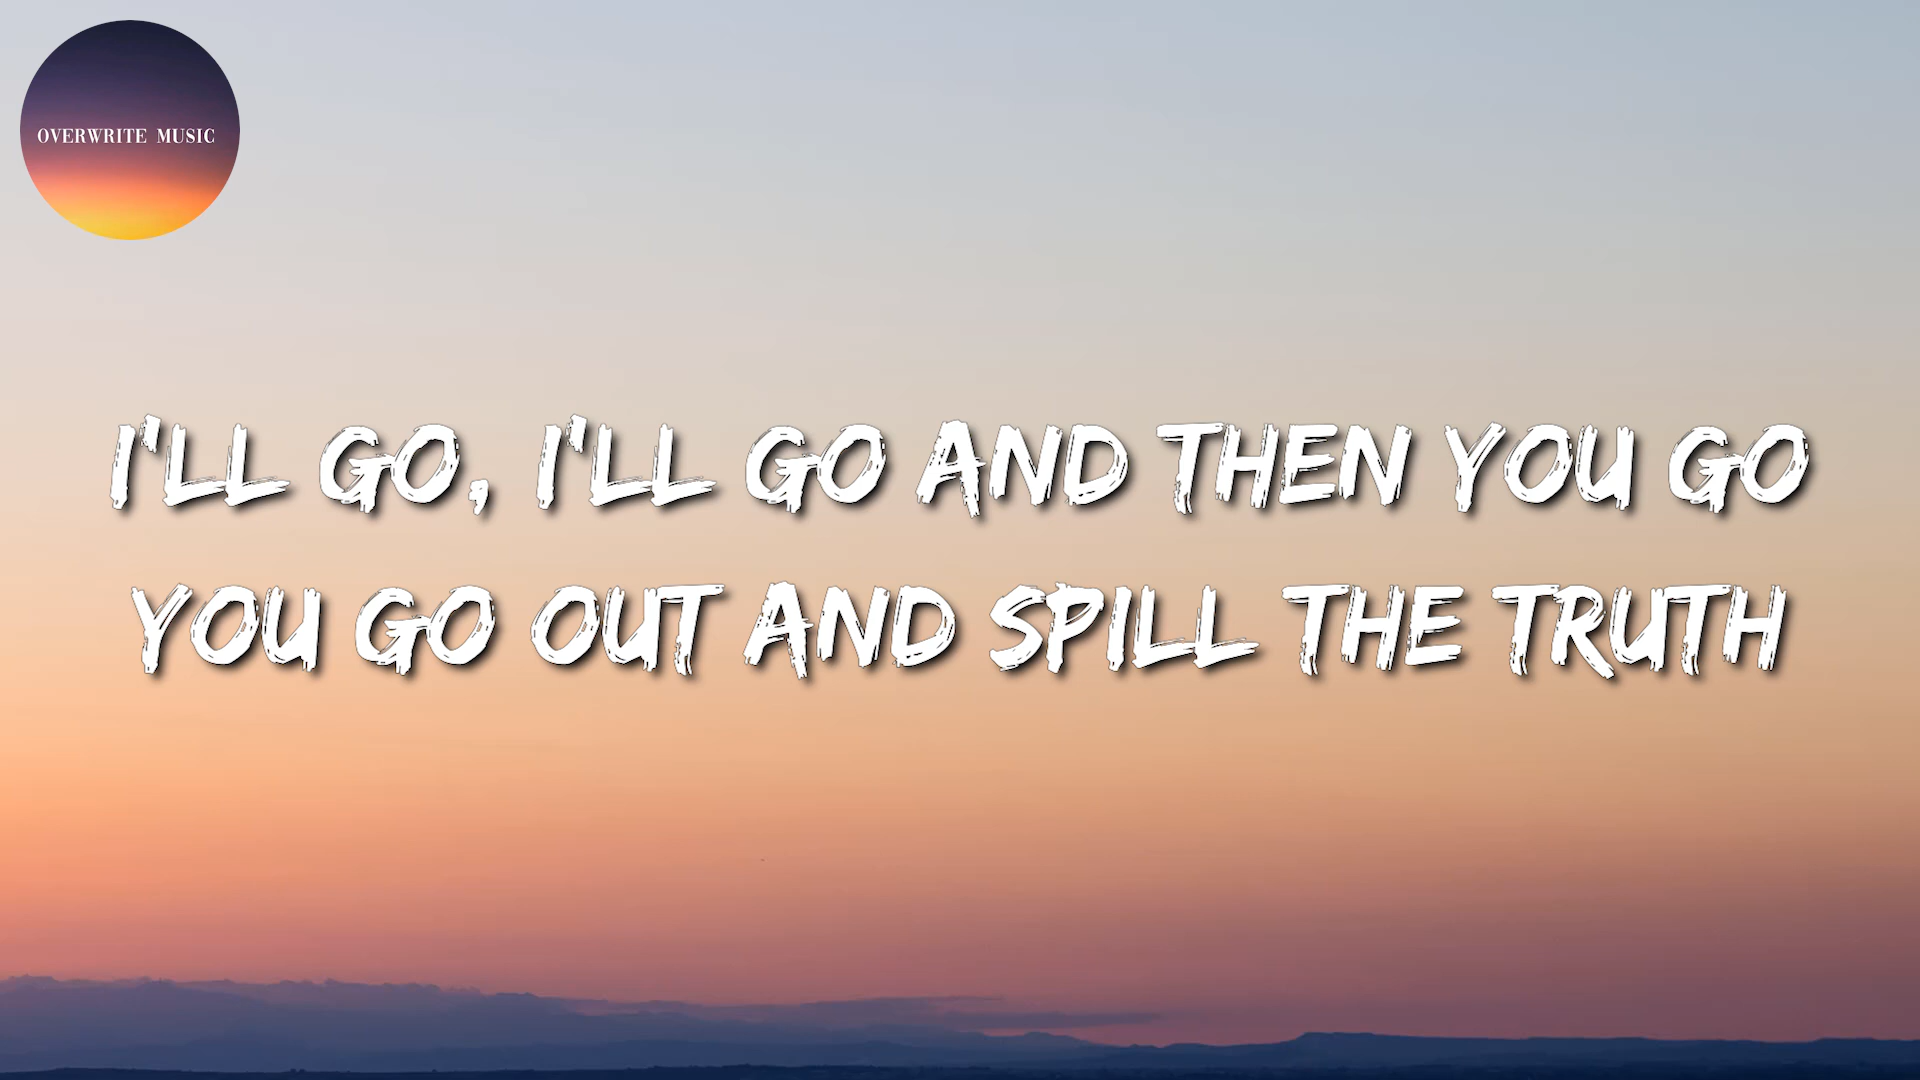 OVERWRITE MUSIC
I'LL GO, I'LL GO AND THEN YOU GO
YOU GO OUT AND SPILL THE TRUTH